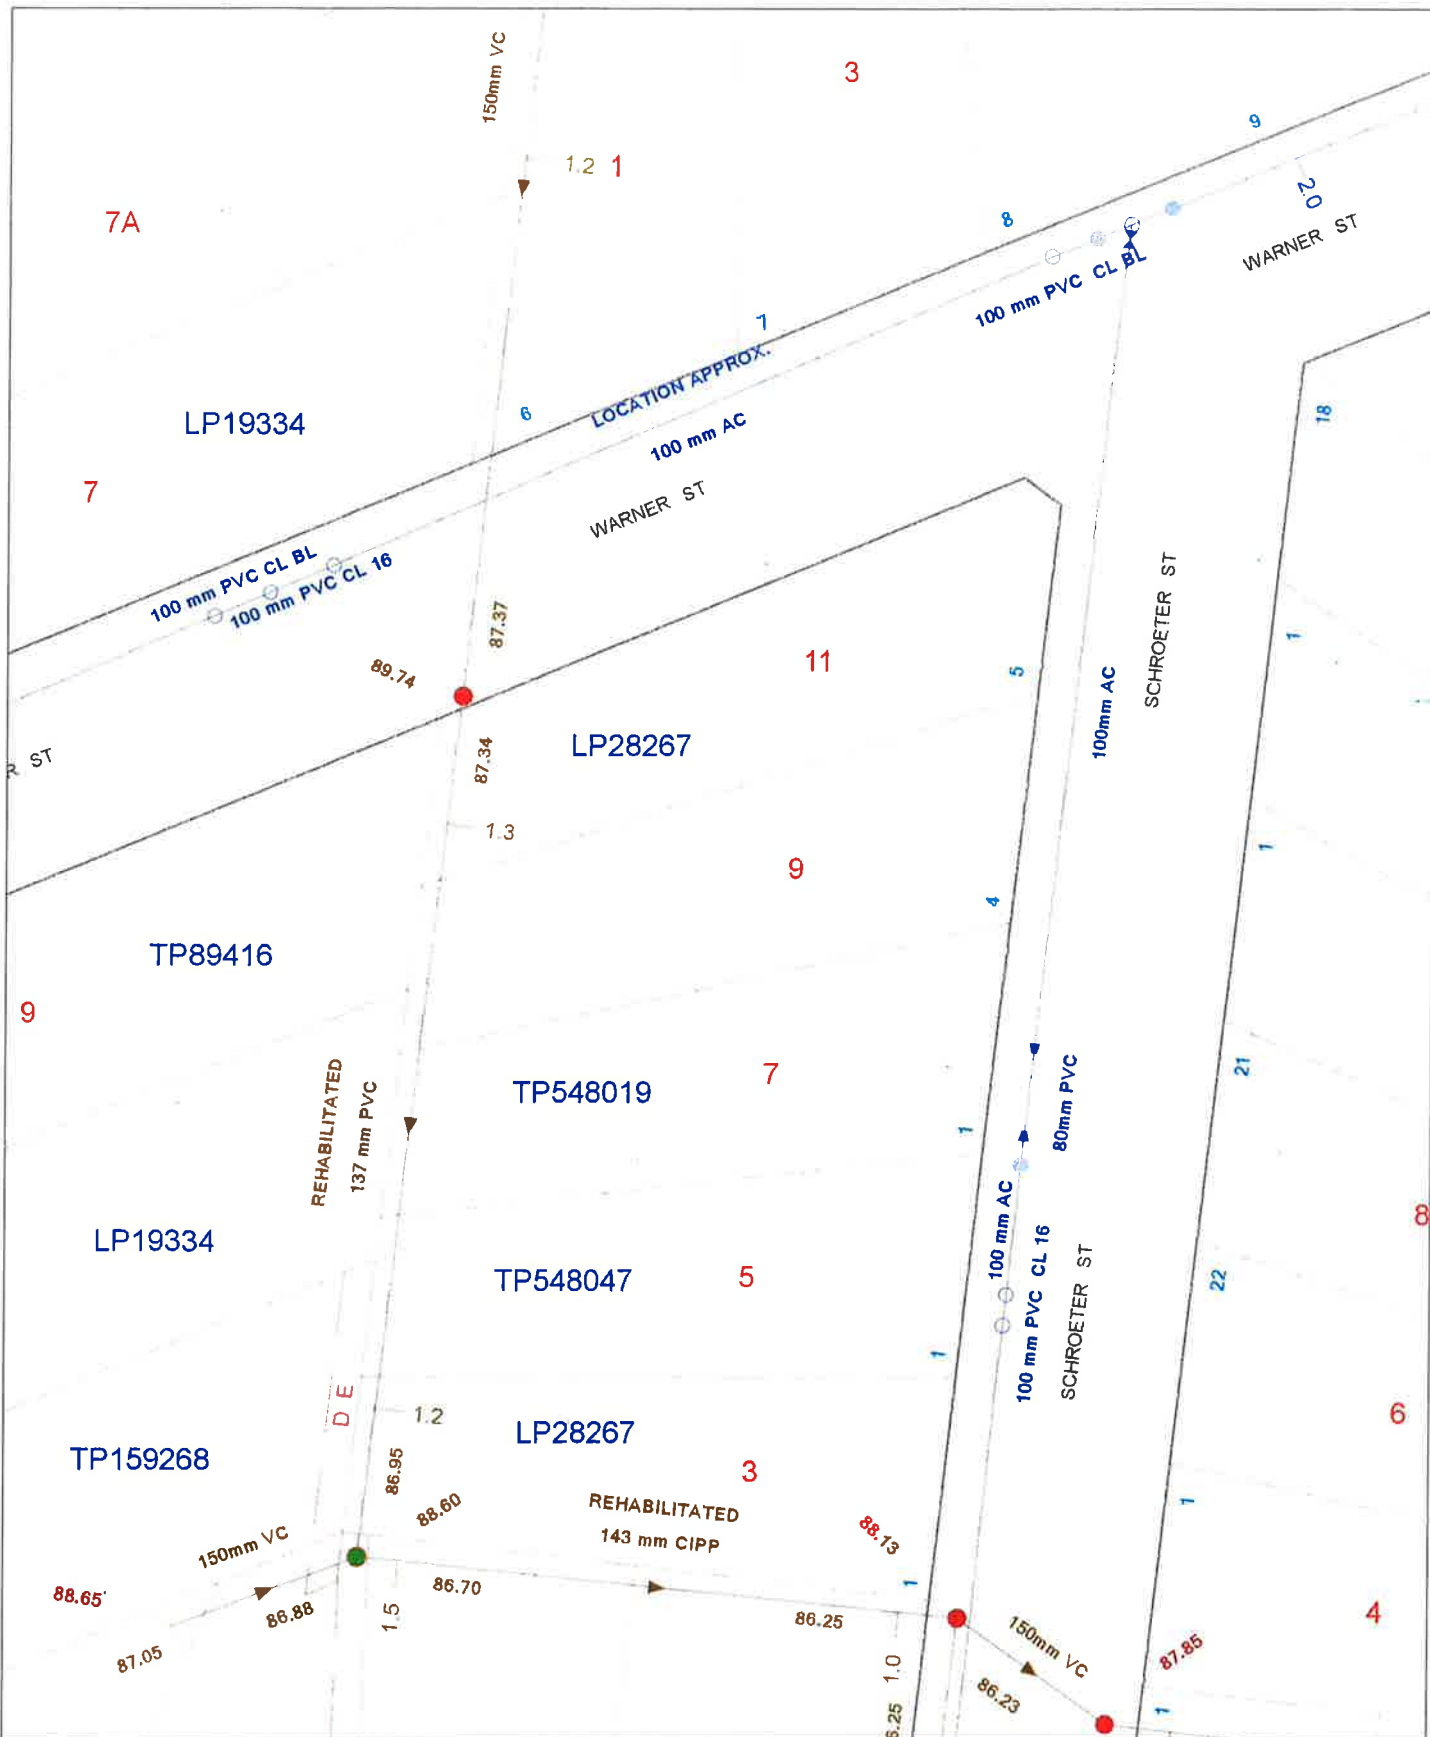 150mm VC
3
1.2
1
9
2.0
7A
8
WARNER ST
100 mm PVC CL BL
7
LOCATION APPROX.
6
LP19334
100 mm AC
18
7
WARNER ST
100 mm PVC CL BL
100 mm PVC CL 16
SCHROETER ST
87.37
1
89.74
11
5
100mm AC
LP28267
87.34
R ST
1.3
1
9
4
TP89416
9
21
REHABILITATED
137 mm PVC
7
TP548019
80mm PVC
1
100 mm AC
8
LP19334
100 mm PVC CL 16
SCHROETER ST
TP548047
5
22
1
D E
1.2
6
LP28267
TP159268
86.95
3
88.60
REHABILITATED
143 mm CIPP
88.13
1
150mm VC
88.65
86.70
1
86.88
1.5
86.25
4
150mm VC
87.05
1.0
87.85
86.23
6.25
1